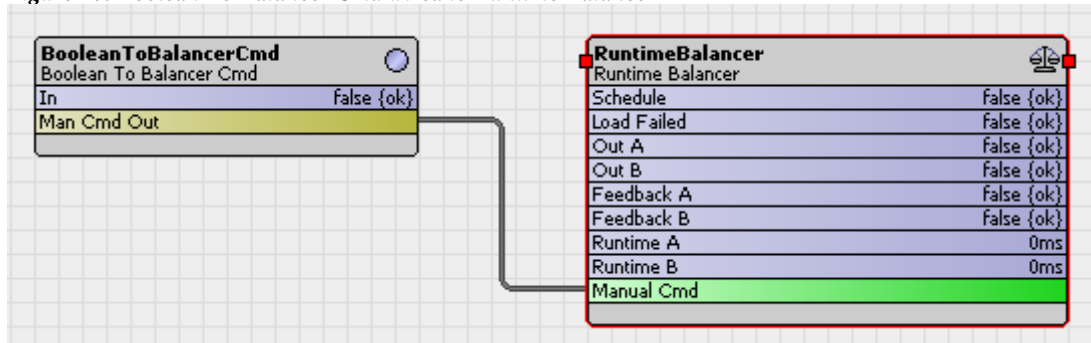 BooleanToBalancerCmd
Boolean To Balancer Cmd
In false {ok}
Man Cmd Out
RuntimeBalancer
Runtime Balancer
Schedule false {ok}
Load Failed false {ok}
Out A false {ok}
Out B false {ok}
Feedback A false {ok}
Feedback B false {ok}
Runtime A 0ms
Runtime B 0ms
Manual Cmd